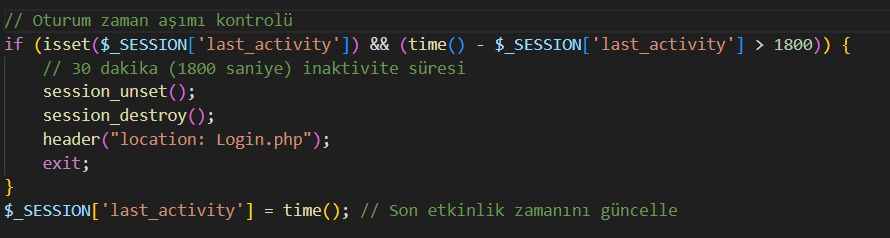 // Oturum zaman aşımı kontrolü
if (isset($_SESSION['last_activity']) && (time() - $_SESSION['last_activity'] > 1800)) {
    // 30 dakika (1800 saniye) inaktivite süresi
    session_unset();
    session_destroy();
    header("location: Login.php");
    exit;
}
$_SESSION['last_activity'] = time(); // Son etkinlik zamanını güncelle